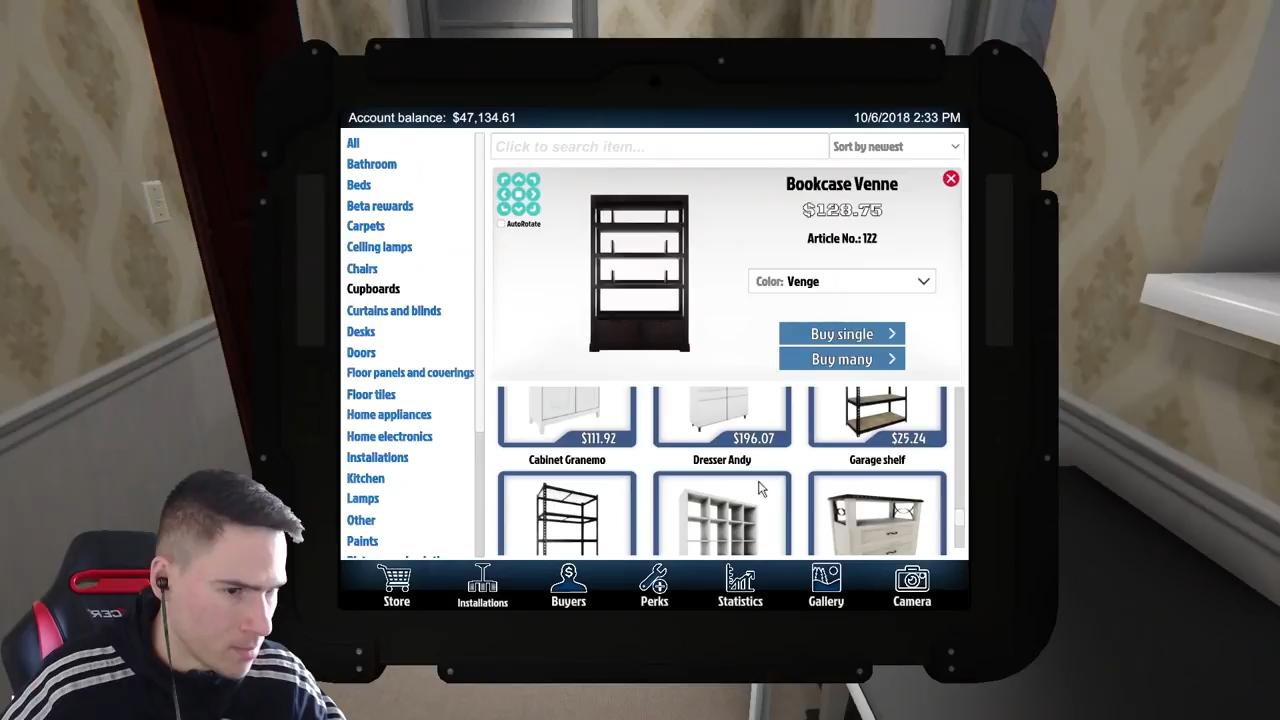 Account balance: $47,134.61
10/6/2018 2:33 PM
All
Bathroom
Beds
Beta rewards
Carpets
Ceiling lamps
Chairs
Cupboards
Curtains and blinds
Desks
Doors
Floor panels and coverings
Floor tiles
Home appliances
Home electronics
Installations
Kitchen
Lamps
Other
Paints
Click to search item...
Sort by newest
AutoRotate
Bookcase Venne
$128.75
Article No.: 122
Color: Venge
Buy single
Buy many
$111.92
$196.07
$25.24
Cabinet Granemo
Dresser Andy
Garage shelf
Store
Installations
Buyers
Perks
Statistics
Gallery
Camera